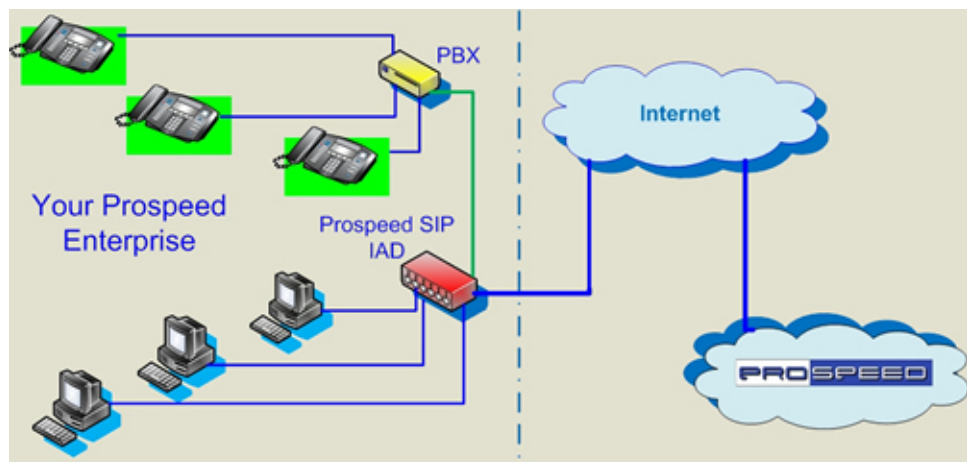 PBX
Internet
Your Prospeed
Enterprise
Prospeed SIP
IAD
PROSPEED